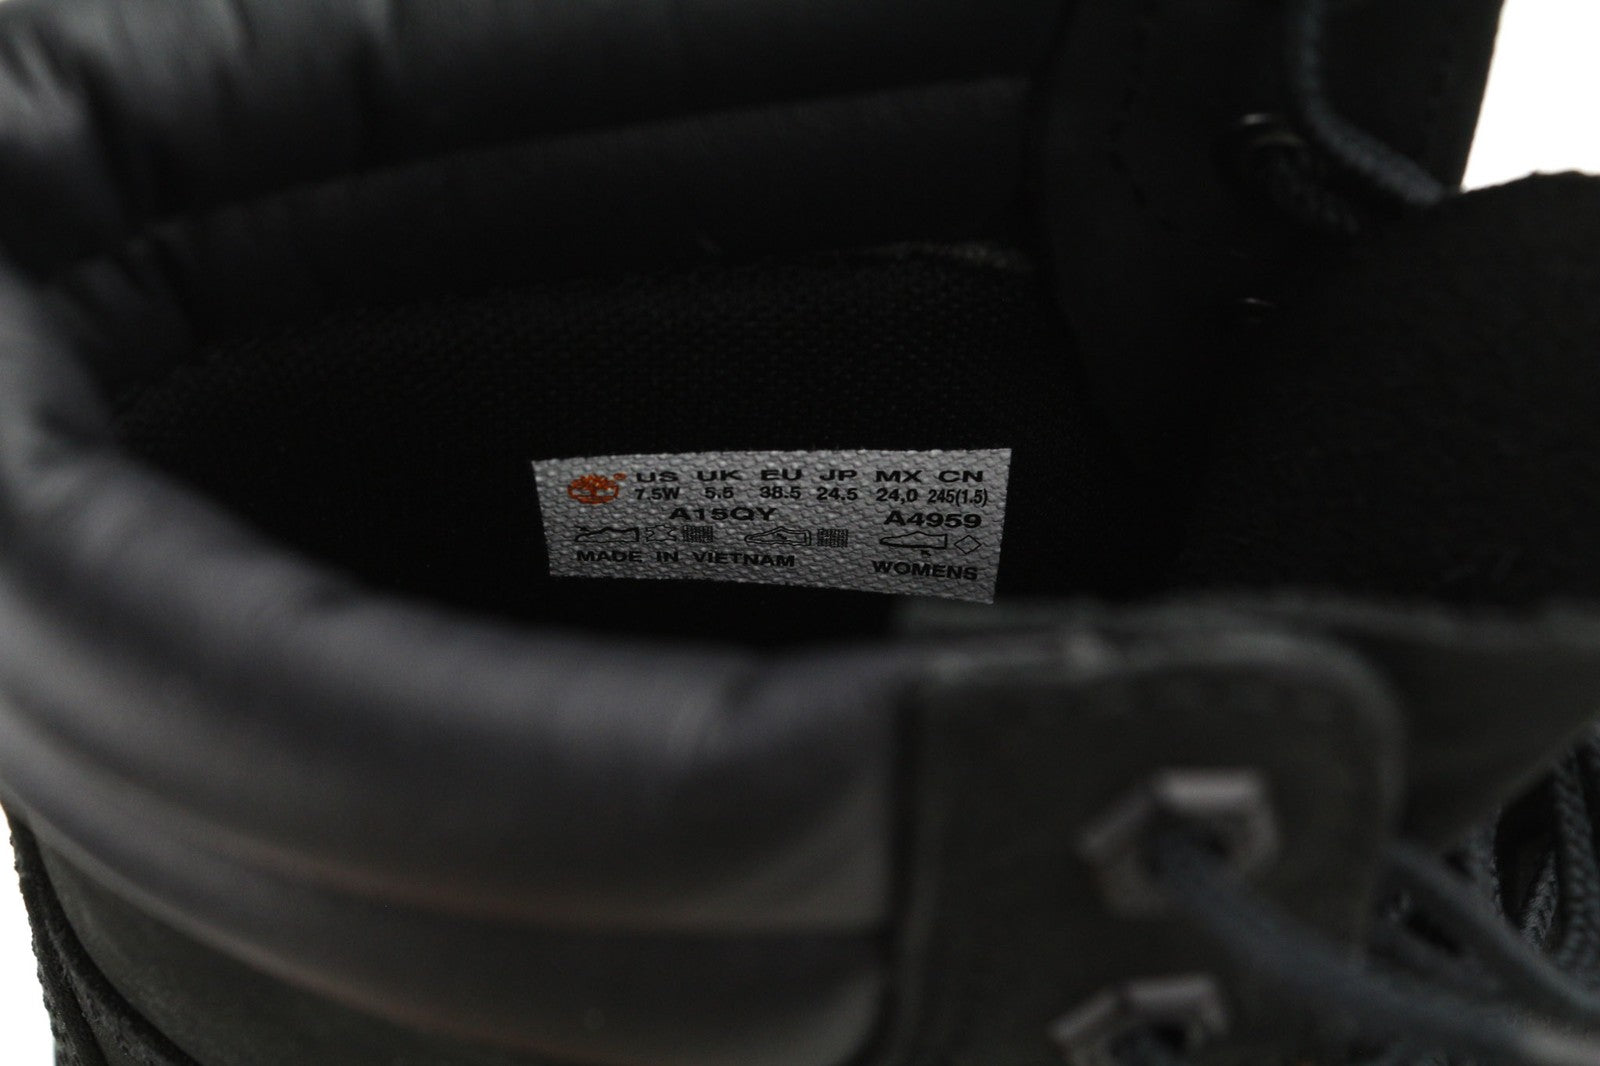 US UK EU JP MX CN
7.5W 5.5 38.5 24.5 24,0 245(1.5)
A15QY A4959
MADE IN VIETNAM WOMENS